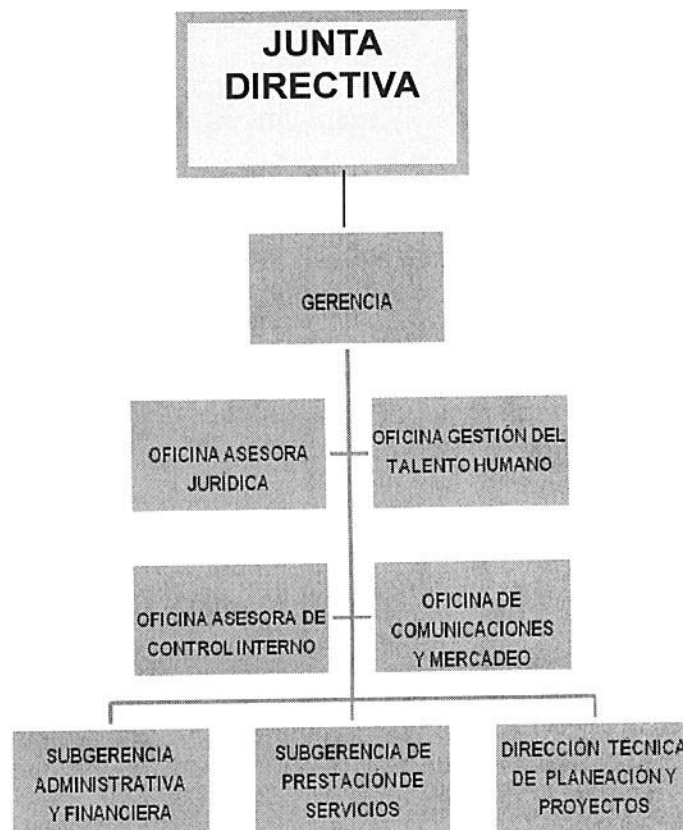 JUNTA
DIRECTIVA
GERENCIA
OFICINA ASESORA
JURÍDICA
OFICINA GESTIÓN DEL
TALENTO HUMANO
OFICINA ASESORA DE
CONTROL INTERNO
OFICINA DE
COMUNICACIONES
Y MERCADEO
SUBGERENCIA
ADMINISTRATIVA
Y FINANCIERA
SUBGERENCIA DE
PRESTACIÓN DE
SERVICIOS
DIRECCIÓN TÉCNICA
DE PLANEACIÓN Y
PROYECTOS